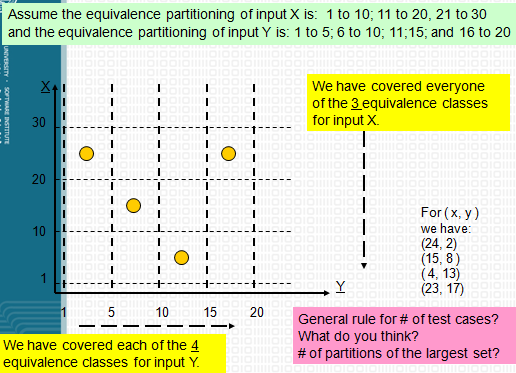 Assume the equivalence partitioning of input X is: 1 to 10; 11 to 20, 21 to 30
and the equivalence partitioning of input Y is: 1 to 5; 6 to 10; 11;15; and 16 to 20
UNIVERSITY · SOFTWARE INSTITUTE
X
30
20
10
1
1 5 10 15 20
Y
We have covered everyone
of the 3 equivalence classes
for input X.
For ( x, y )
we have:
(24, 2)
(15, 8 )
( 4, 13)
(23, 17)
General rule for # of test cases?
What do you think?
# of partitions of the largest set?
We have covered each of the 4
equivalence classes for input Y.